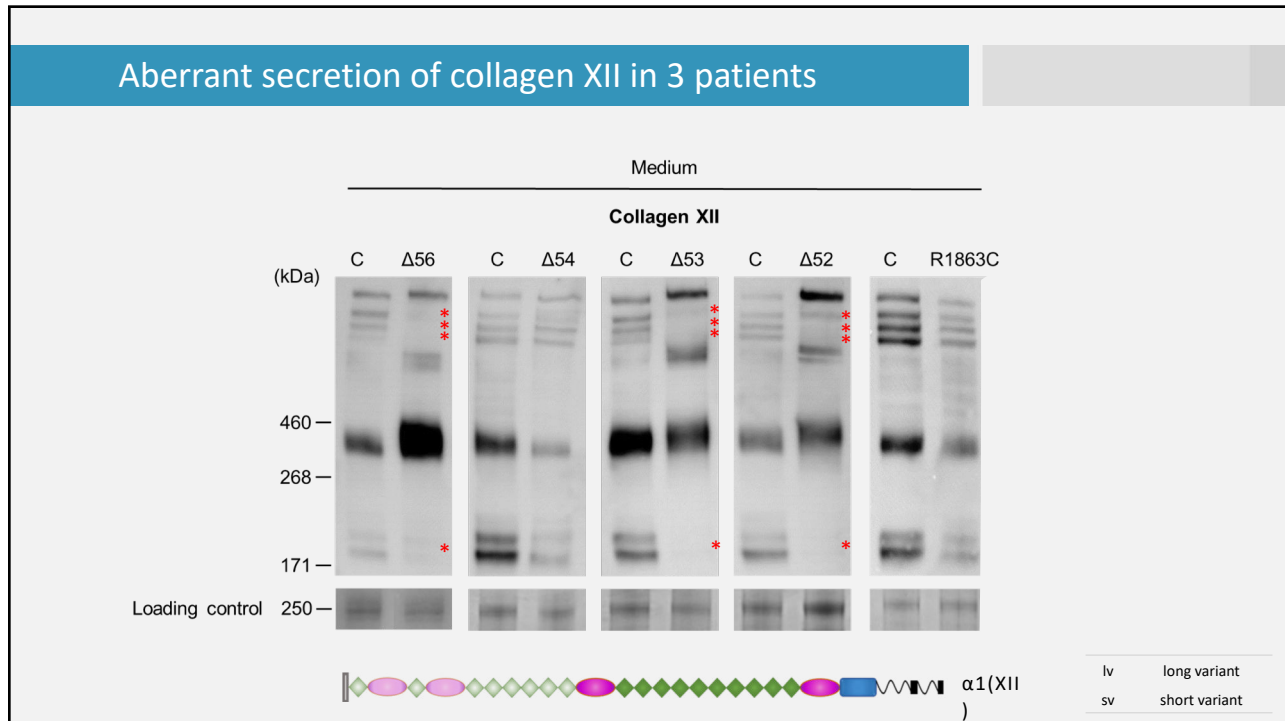 Aberrant secretion of collagen XII in 3 patients
Medium
Collagen XII
C Δ56 C Δ54 C Δ53 C Δ52 C R1863C
(kDa)
*
*
*
*
*
*
*
*
*
460
268
*
*
*
171
Loading control 250
α1(XII
)
lv long variant
sv short variant